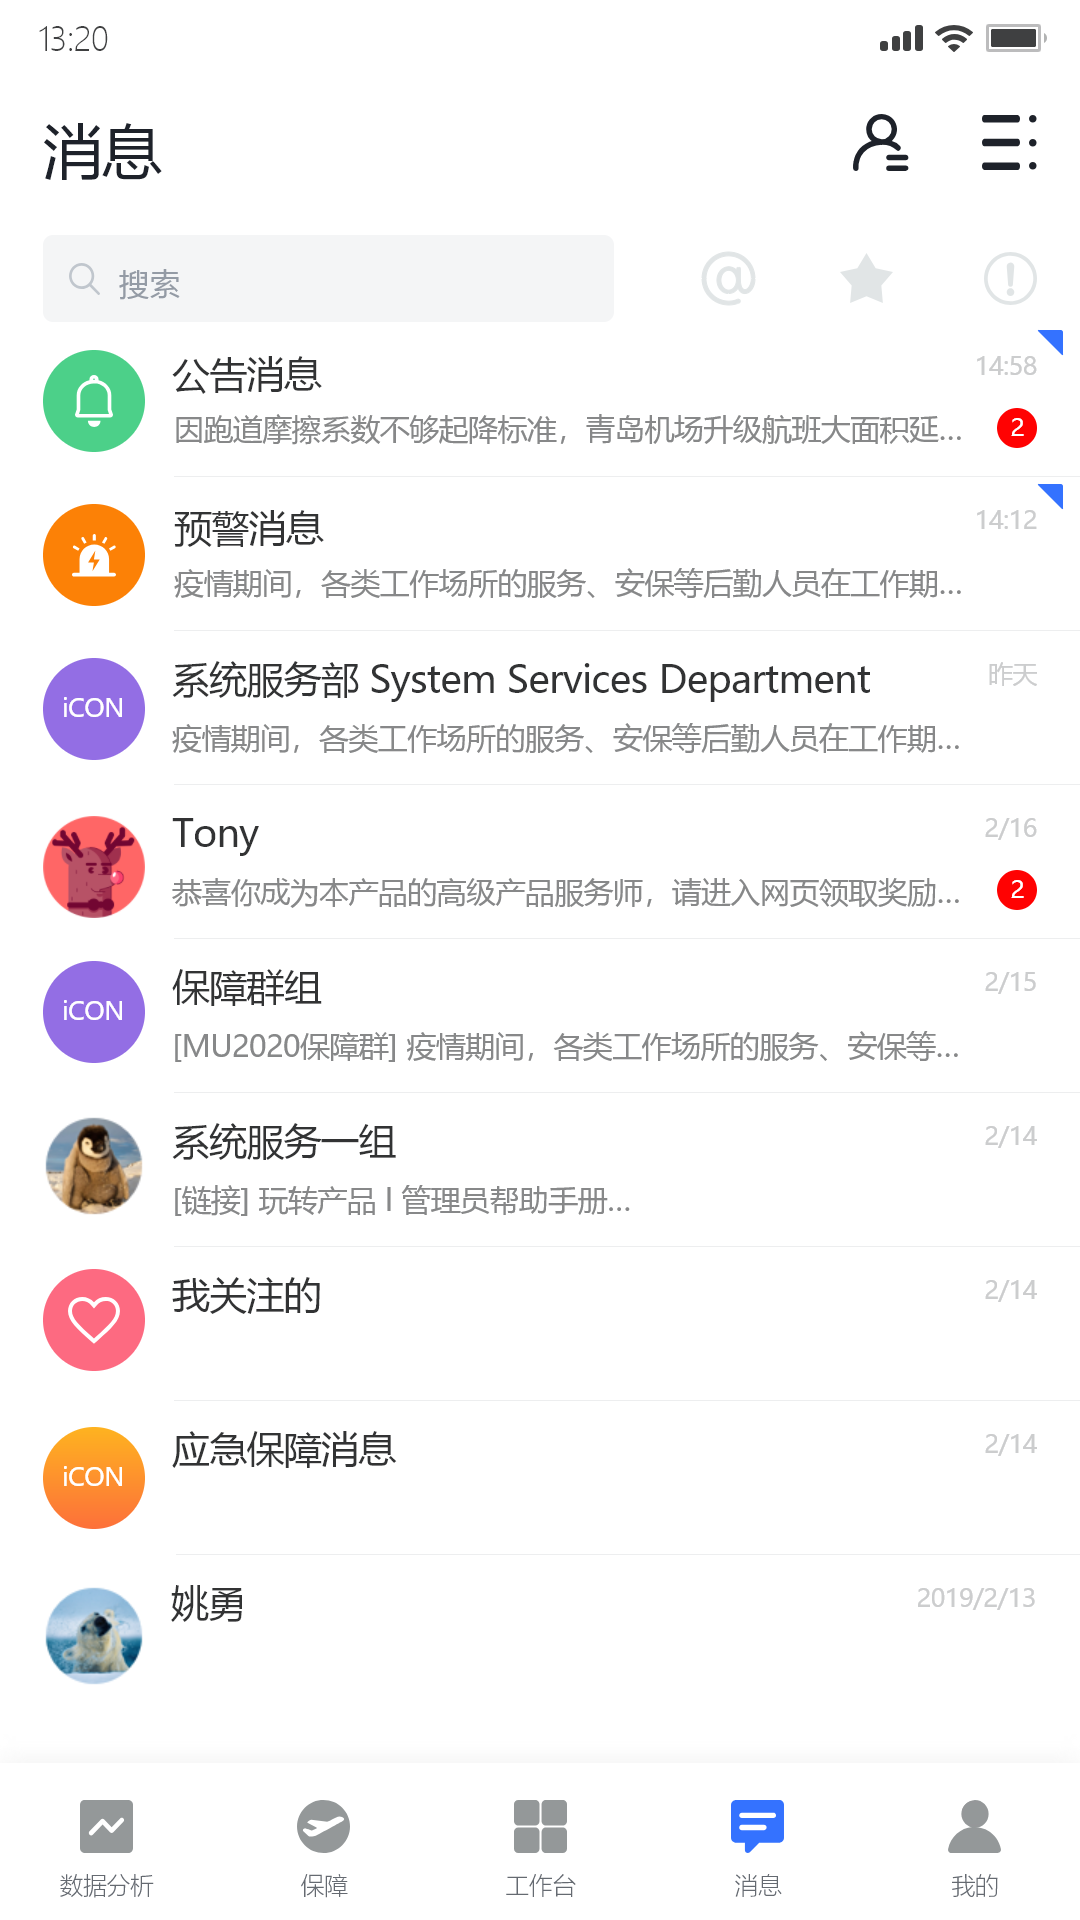 13:20
消息
搜索
公告消息
14:58
因跑道摩擦系数不够起降标准，青岛机场升级航班大面积延...
2
预警消息
14:12
疫情期间，各类工作场所的服务、安保等后勤人员在工作期...
系统服务部 System Services Department
昨天
iCON
疫情期间，各类工作场所的服务、安保等后勤人员在工作期...
Tony
2/16
恭喜你成为本产品的高级产品服务师，请进入网页领取奖励...
2
保障群组
2/15
iCON
[MU2020保障群] 疫情期间，各类工作场所的服务、安保等...
系统服务一组
2/14
[链接] 玩转产品 l 管理员帮助手册...
我关注的
2/14
应急保障消息
2/14
iCON
姚勇
2019/2/13
数据分析
保障
工作台
消息
我的